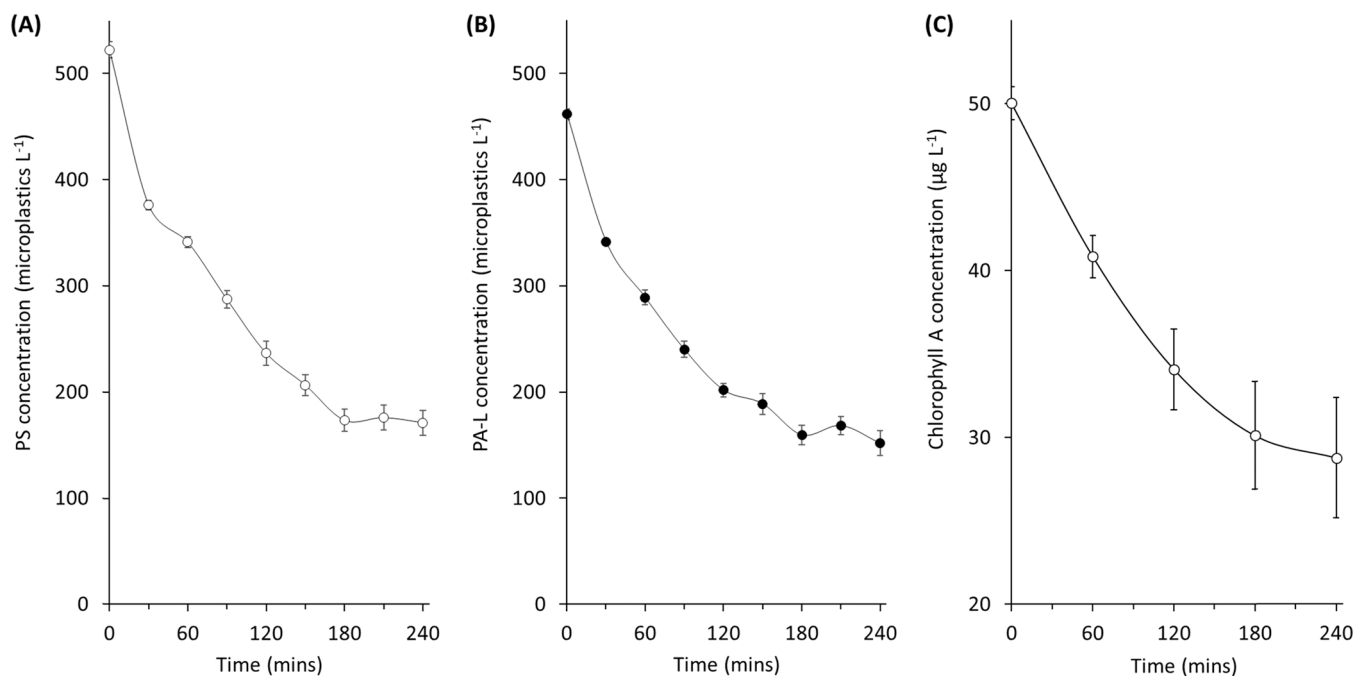 (A)
PS concentration (microplastics L⁻¹)
500
400
300
200
100
0
0 60 120 180 240
Time (mins)
(B)
PA-L concentration (microplastics L⁻¹)
500
400
300
200
100
0
0 60 120 180 240
Time (mins)
(C)
Chlorophyll A concentration (µg L⁻¹)
50
40
30
20
0 60 120 180 240
Time (mins)